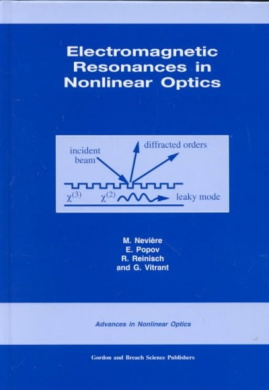 Electromagnetic
Resonances in
Nonlinear Optics
incident
beam
diffracted orders
χ(3) χ(2) leaky mode
M. Nevière
E. Popov
R. Reinisch
and G. Vitrant
Advances in Nonlinear Optics
Gordon and Breach Science Publishers